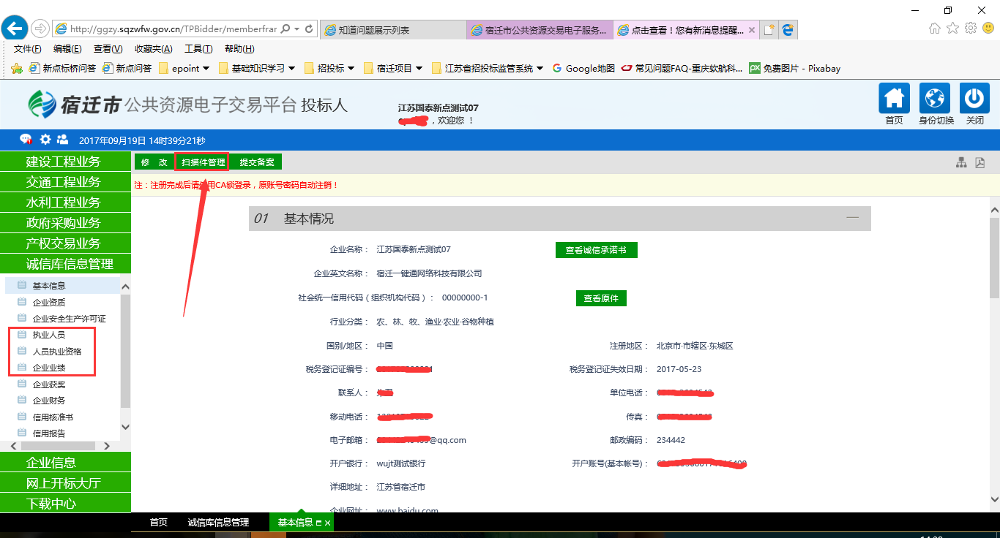 http://ggzy.sqzwfw.gov.cn/TPBidder/memberfrar
知道问题展示列表
宿迁市公共资源交易电子服务...
点击查看！您有新消息提醒...
文件(F) 编辑(E) 查看(V) 收藏夹(A) 工具(T) 帮助(H)
新点标桥问答 新点问答 epoint 基础知识学习 招投标 宿迁项目 江苏省招投标监管系统 Google地图 常见问题FAQ-重庆软航科... 免费图片 - Pixabay
宿迁市 公共资源电子交易平台 投标人
江苏国泰新点测试07
，欢迎您 ！
首页 身份切换 关闭
2017年09月19日 14时39分21秒
建设工程业务
交通工程业务
水利工程业务
政府采购业务
产权交易业务
诚信库信息管理
基本信息
企业资质
企业安全生产许可证
执业人员
人员执业资格
企业业绩
企业获奖
企业财务
信用核准书
信用报告
企业信息
网上开标大厅
下载中心
修 改 扫描件管理 提交备案
注：注册完成后请使用CA锁登录，原账号密码自动注销！
01 基本情况
企业名称： 江苏国泰新点测试07 查看诚信承诺书
企业英文名称： 宿迁一键通网络科技有限公司
社会统一信用代码（组织机构代码）： 00000000-1 查看原件
行业分类： 农、林、牧、渔业·农业·谷物种植
国别/地区： 中国 注册地区： 北京市·市辖区·东城区
税务登记证编号： 税务登记证失效日期： 2017-05-23
联系人： 单位电话：
移动电话： 传真：
电子邮箱： @qq.com 邮政编码： 234442
开户银行： wujt测试银行 开户账号(基本帐号)：
详细地址： 江苏省宿迁市
企业网址： www.baidu.com
首页 诚信库信息管理 基本信息